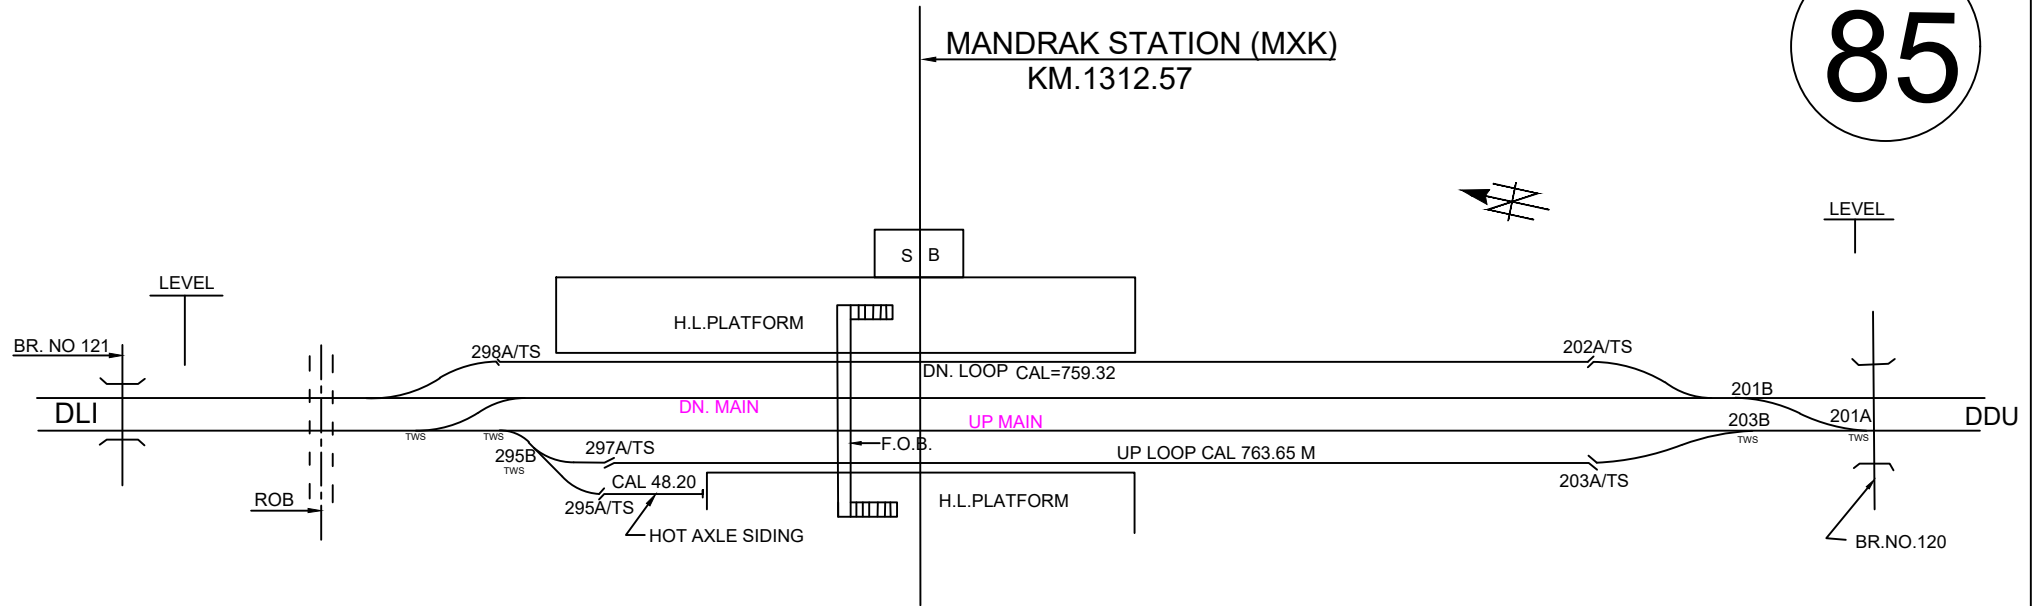 MANDRAK STATION (MXK)
KM.1312.57
85
LEVEL
S B
LEVEL
H.L.PLATFORM
BR. NO 121
298A/TS
202A/TS
DN. LOOP CAL=759.32
201B
DLI
DN. MAIN
UP MAIN
203B
201A
DDU
TWS
TWS
TWS
TWS
F.O.B.
297A/TS
295B
TWS
UP LOOP CAL 763.65 M
CAL 48.20
203A/TS
ROB
295A/TS
H.L.PLATFORM
HOT AXLE SIDING
BR.NO.120